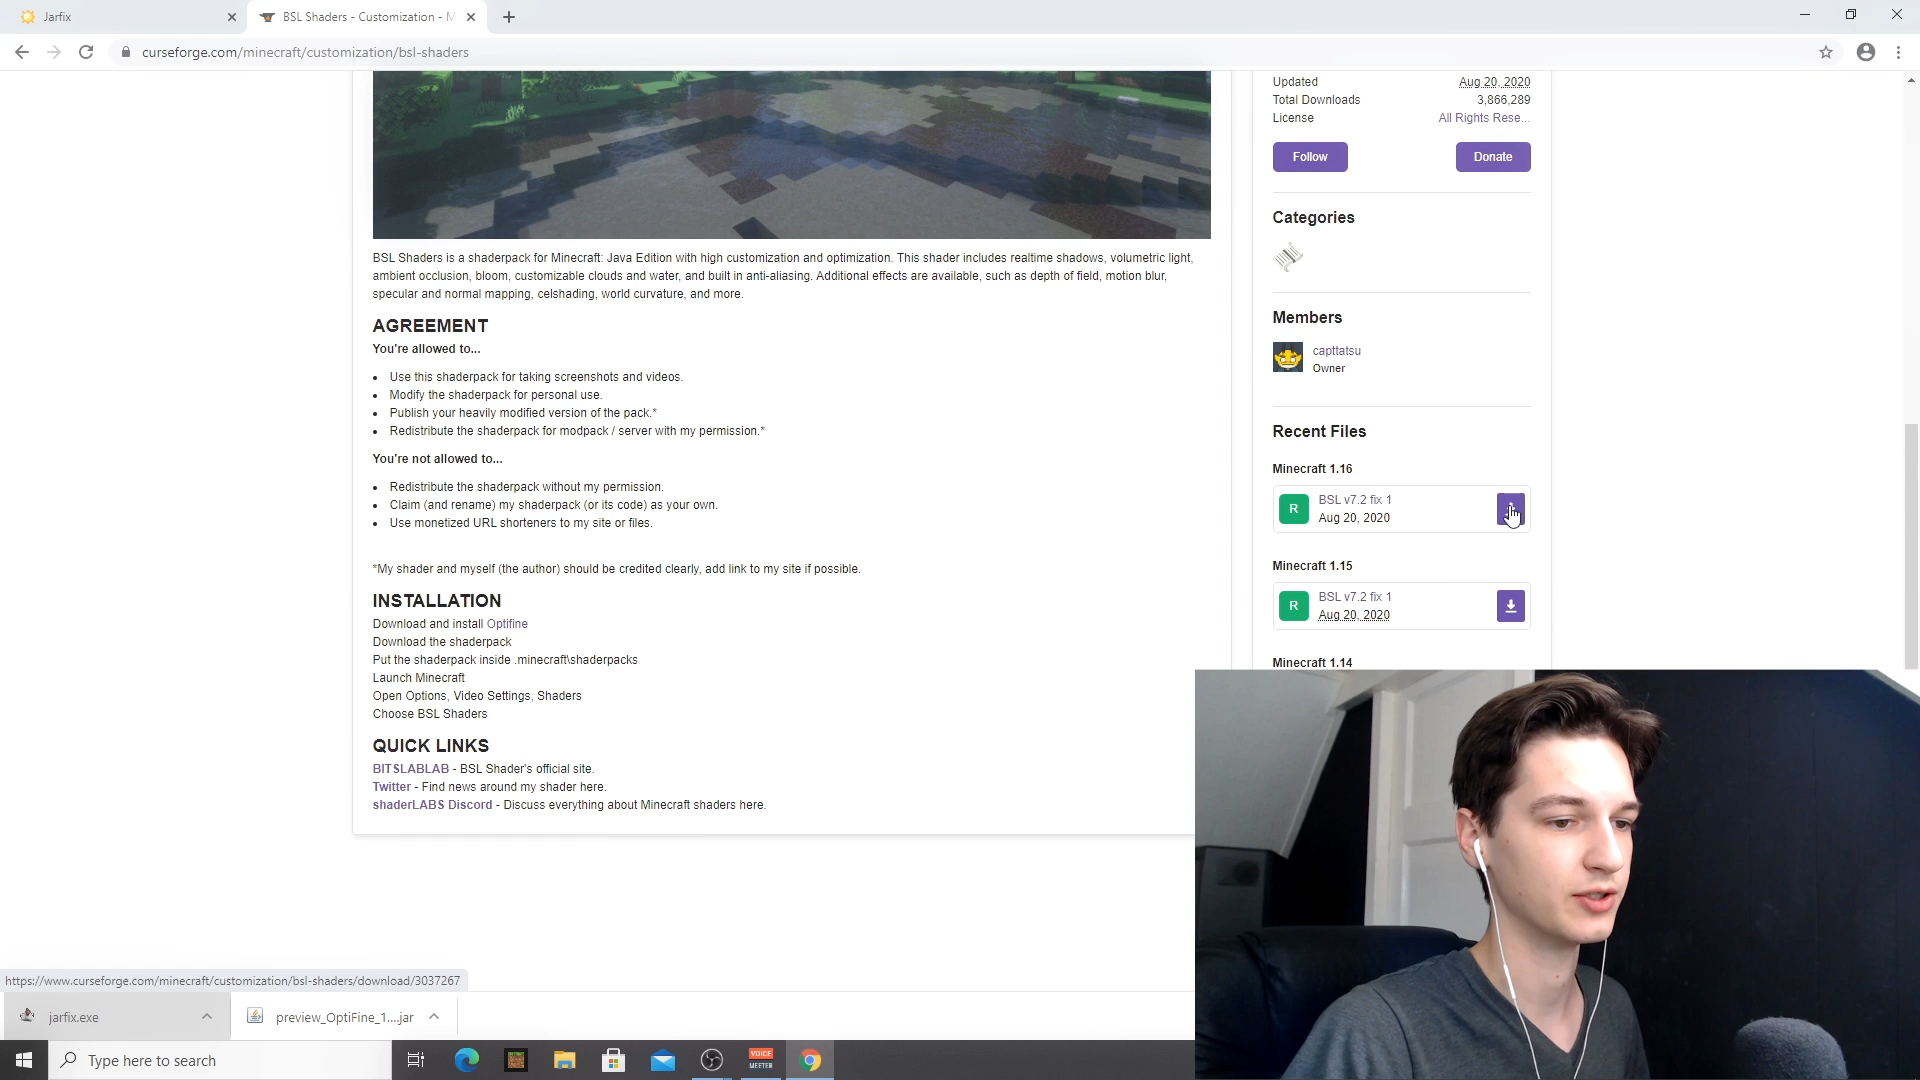 Jarfix
BSL Shaders - Customization - M
curseforge.com/minecraft/customization/bsl-shaders
Updated Aug 20, 2020
Total Downloads 3,866,289
License All Rights Rese...
Follow Donate
Categories
Members
capttatsu
Owner
Recent Files
Minecraft 1.16
R BSL v7.2 fix 1
Aug 20, 2020
Minecraft 1.15
R BSL v7.2 fix 1
Aug 20, 2020
Minecraft 1.14
BSL Shaders is a shaderpack for Minecraft: Java Edition with high customization and optimization. This shader includes realtime shadows, volumetric light,
ambient occlusion, bloom, customizable clouds and water, and built in anti-aliasing. Additional effects are available, such as depth of field, motion blur,
specular and normal mapping, celshading, world curvature, and more.
AGREEMENT
You're allowed to...
• Use this shaderpack for taking screenshots and videos.
• Modify the shaderpack for personal use.
• Publish your heavily modified version of the pack.*
• Redistribute the shaderpack for modpack / server with my permission.*
You're not allowed to...
• Redistribute the shaderpack without my permission.
• Claim (and rename) my shaderpack (or its code) as your own.
• Use monetized URL shorteners to my site or files.
*My shader and myself (the author) should be credited clearly, add link to my site if possible.
INSTALLATION
Download and install Optifine
Download the shaderpack
Put the shaderpack inside .minecraft\shaderpacks
Launch Minecraft
Open Options, Video Settings, Shaders
Choose BSL Shaders
QUICK LINKS
BITSLABLAB - BSL Shader's official site.
Twitter - Find news around my shader here.
shaderLABS Discord - Discuss everything about Minecraft shaders here.
https://www.curseforge.com/minecraft/customization/bsl-shaders/download/3037267
jarfix.exe
preview_OptiFine_1....jar
Type here to search
VOICE
MEETER